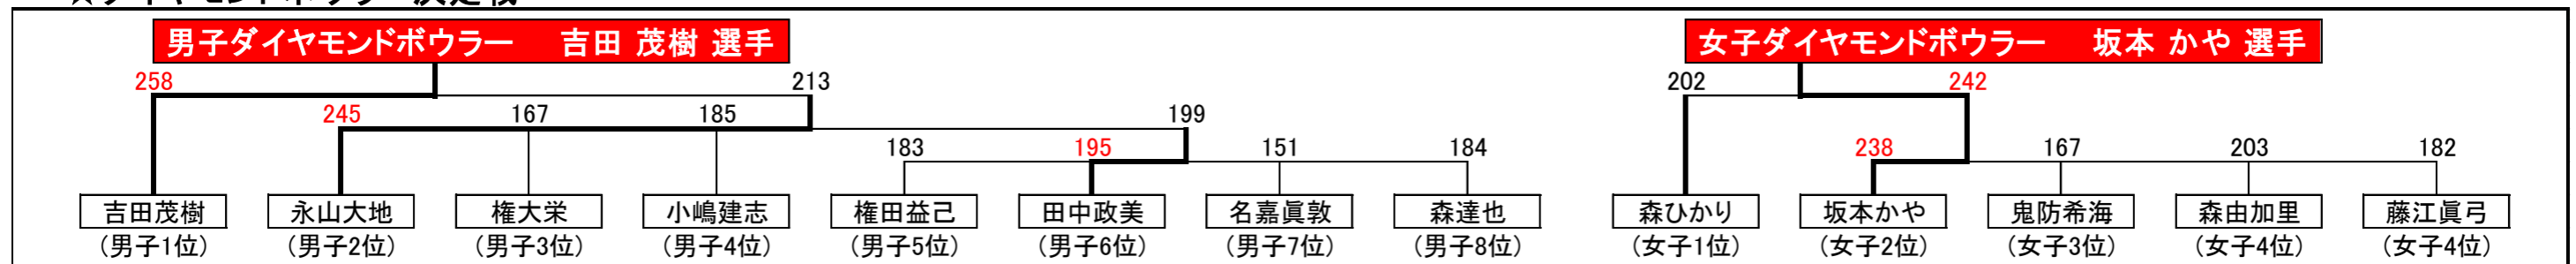 男子ダイヤモンドボウラー　吉田 茂樹 選手
女子ダイヤモンドボウラー　坂本 かや 選手
258 213 202 242
245 167 185 199
183 195 151 184 238 167 203 182
吉田茂樹 永山大地 権大栄 小嶋建志 権田益己 田中政美 名嘉眞敦 森達也 森ひかり 坂本かや 鬼防希海 森由加里 藤江眞弓
(男子1位) (男子2位) (男子3位) (男子4位) (男子5位) (男子6位) (男子7位) (男子8位) (女子1位) (女子2位) (女子3位) (女子4位) (女子4位)